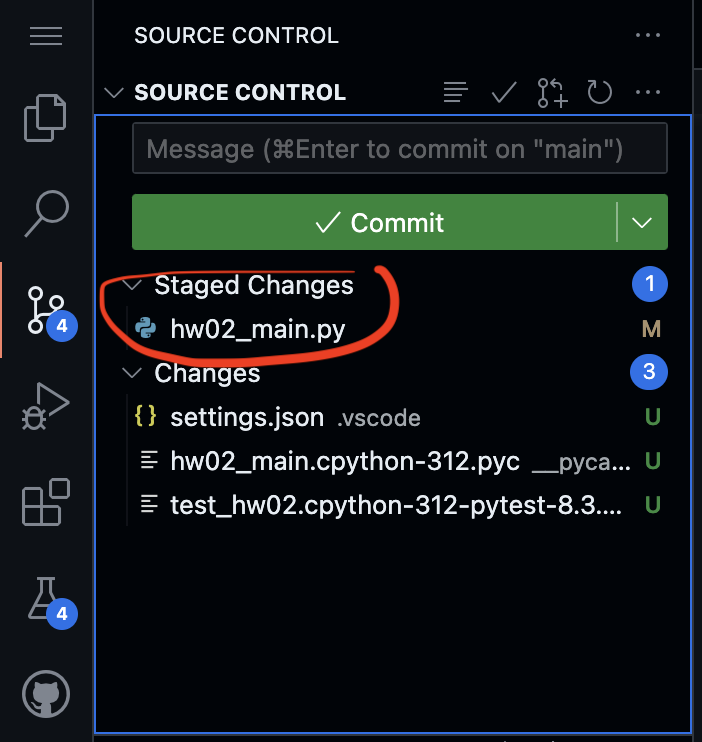 SOURCE CONTROL
SOURCE CONTROL
Message (⌘Enter to commit on "main")
Commit
Staged Changes 1
hw02_main.py M
4
Changes 3
{} settings.json .vscode U
hw02_main.cpython-312.pyc __pyca... U
test_hw02.cpython-312-pytest-8.3.... U
4